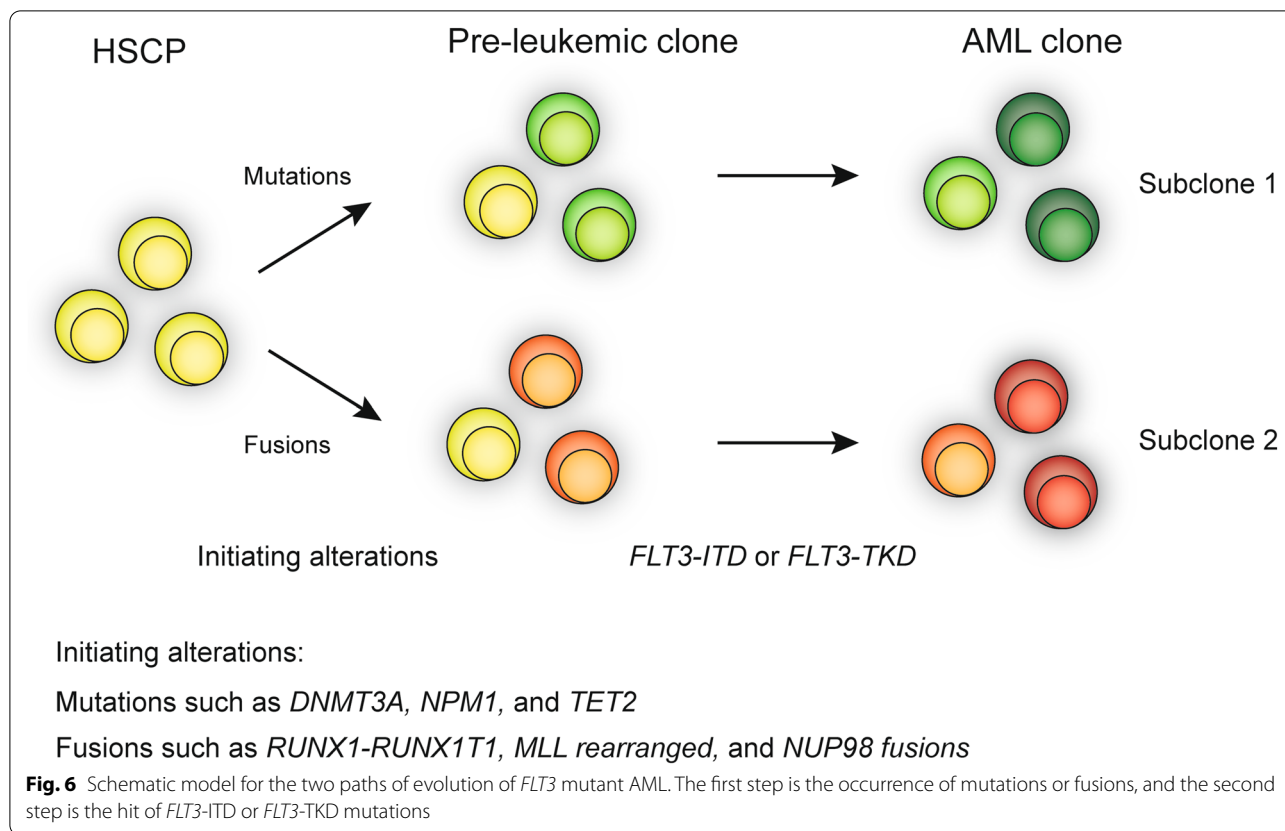 HSCP
Pre-leukemic clone
AML clone
Mutations
Subclone 1
Fusions
Subclone 2
Initiating alterations
FLT3-ITD or FLT3-TKD
Initiating alterations:
Mutations such as DNMT3A, NPM1, and TET2
Fusions such as RUNX1-RUNX1T1, MLL rearranged, and NUP98 fusions
Fig. 6 Schematic model for the two paths of evolution of FLT3 mutant AML. The first step is the occurrence of mutations or fusions, and the second
step is the hit of FLT3-ITD or FLT3-TKD mutations